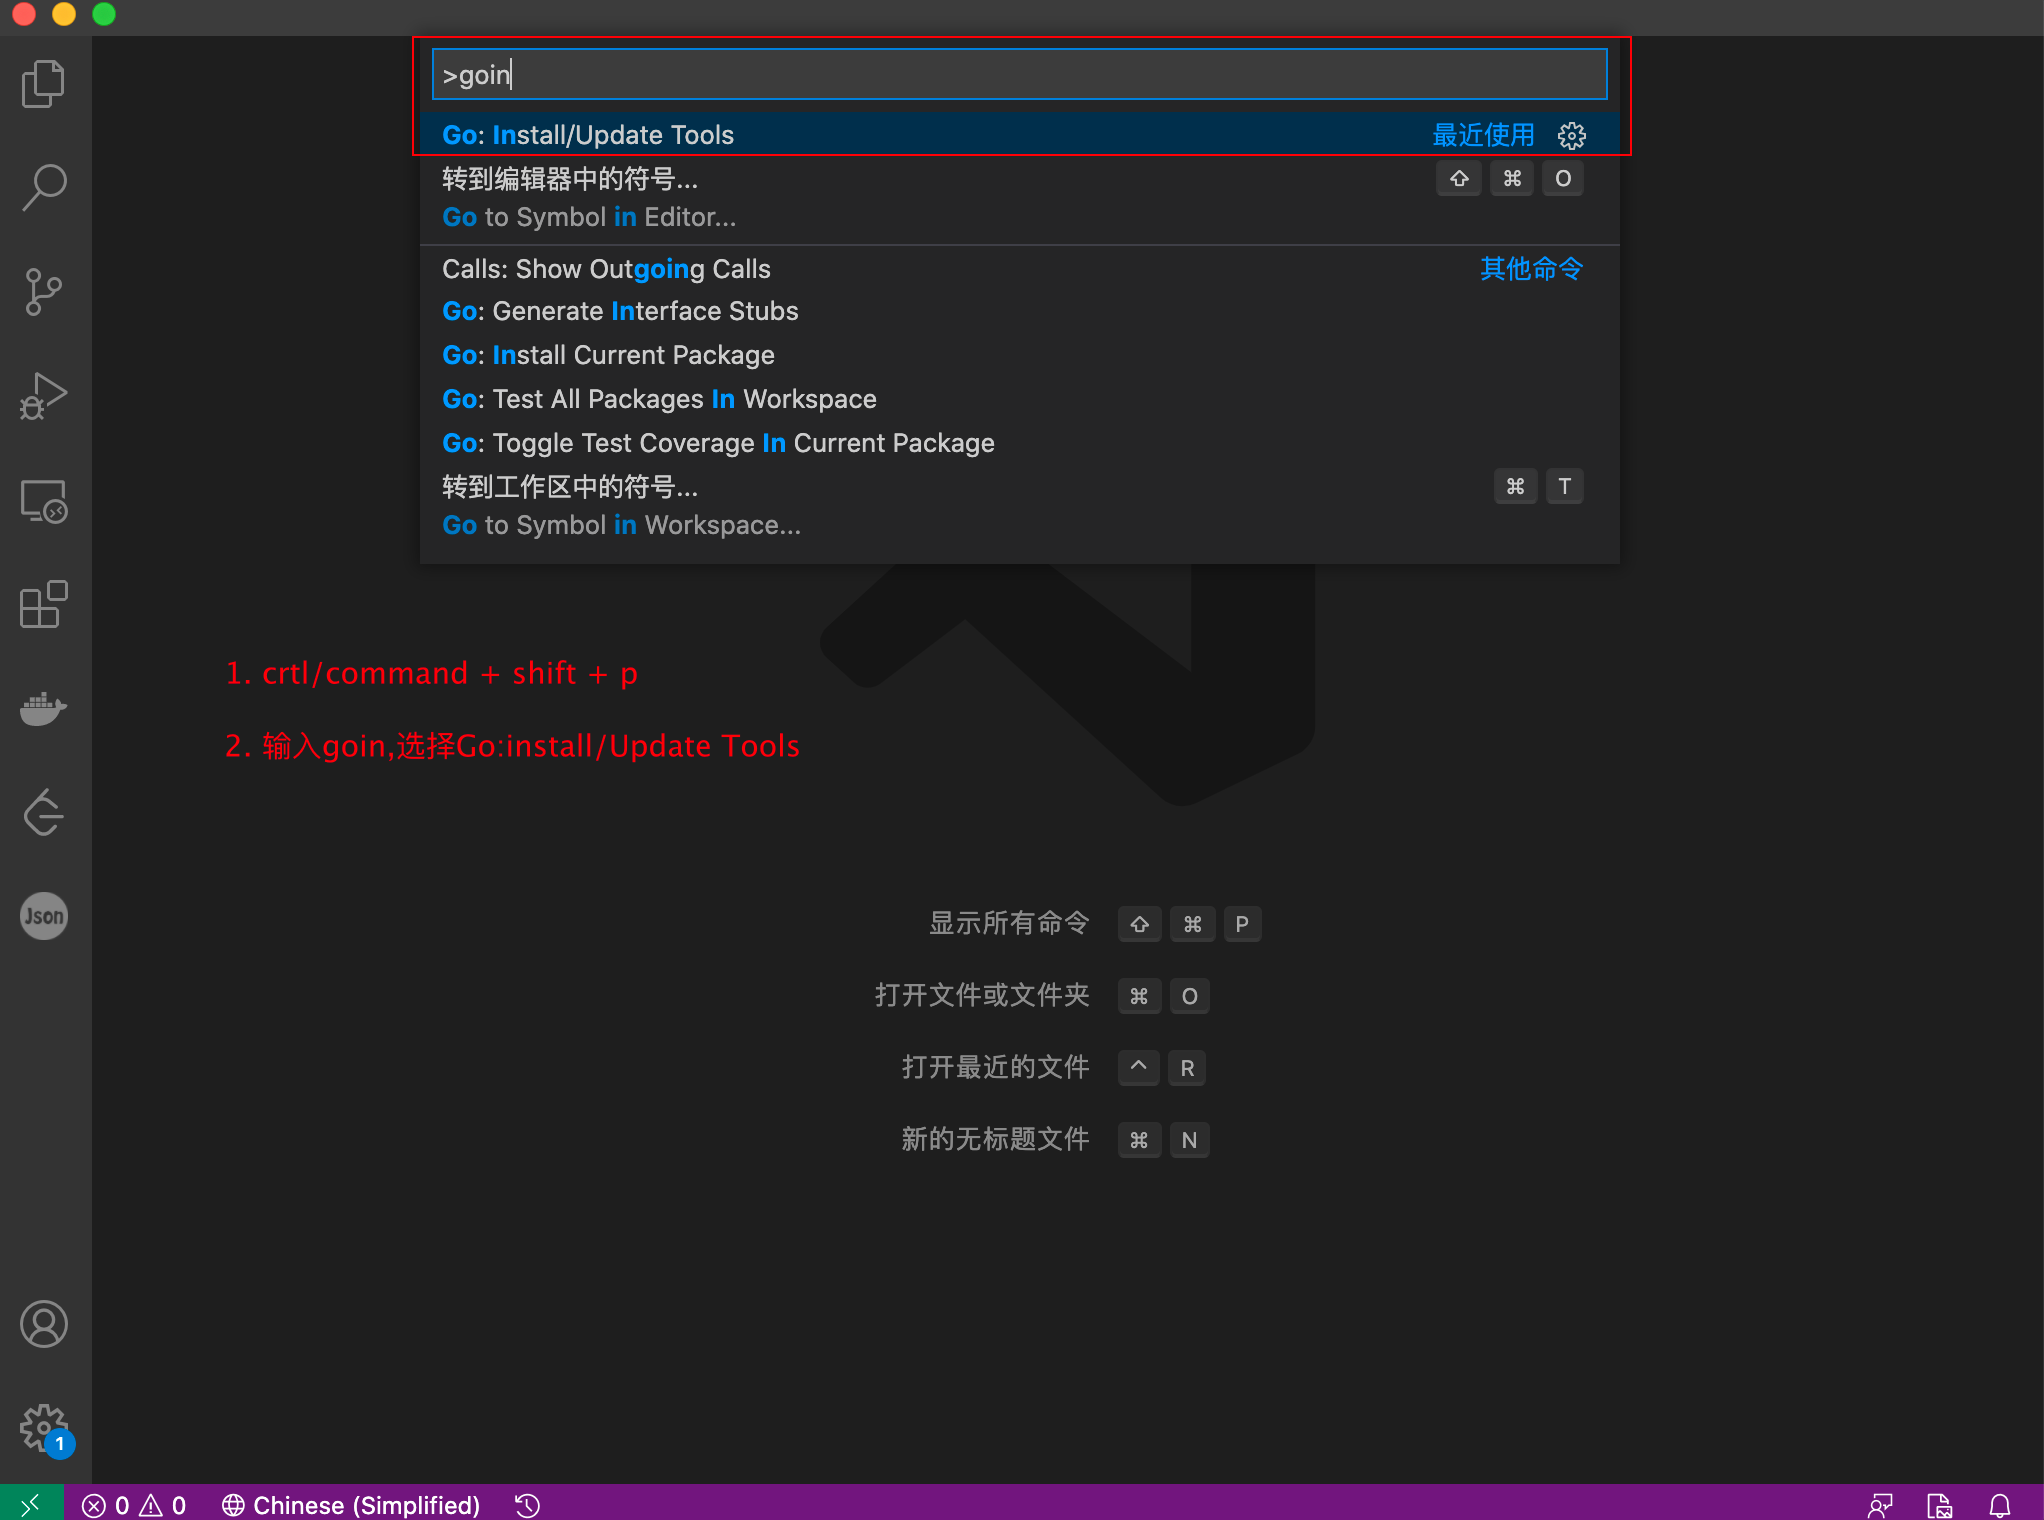 >goin
Go: Install/Update Tools 最近使用
转到编辑器中的符号... ⇧ ⌘ O
Go to Symbol in Editor...
Calls: Show Outgoing Calls 其他命令
Go: Generate Interface Stubs
Go: Install Current Package
Go: Test All Packages In Workspace
Go: Toggle Test Coverage In Current Package
转到工作区中的符号... ⌘ T
Go to Symbol in Workspace...
1. crtl/command + shift + p
2. 输入goin,选择Go:install/Update Tools
Json
显示所有命令 ⇧ ⌘ P
打开文件或文件夹 ⌘ O
打开最近的文件 ^ R
新的无标题文件 ⌘ N
1
0 0 Chinese (Simplified)